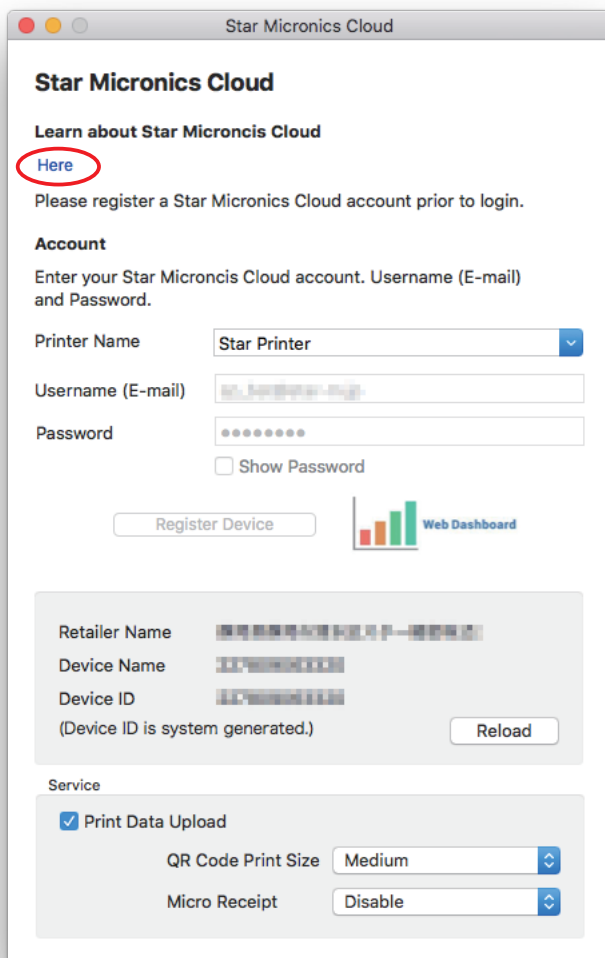 Star Micronics Cloud
Star Micronics Cloud
Learn about Star Microncis Cloud
Here
Please register a Star Micronics Cloud account prior to login.
Account
Enter your Star Microncis Cloud account. Username (E-mail)
and Password.
Printer Name Star Printer
Username (E-mail)
Password
Show Password
Register Device Web Dashboard
Retailer Name
Device Name
Device ID
(Device ID is system generated.) Reload
Service
Print Data Upload
QR Code Print Size Medium
Micro Receipt Disable